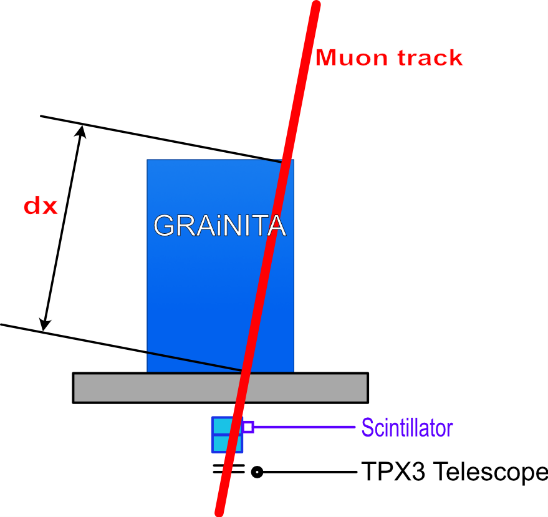 Muon track
dx
GRAiNITA
Scintillator
TPX3 Telescope